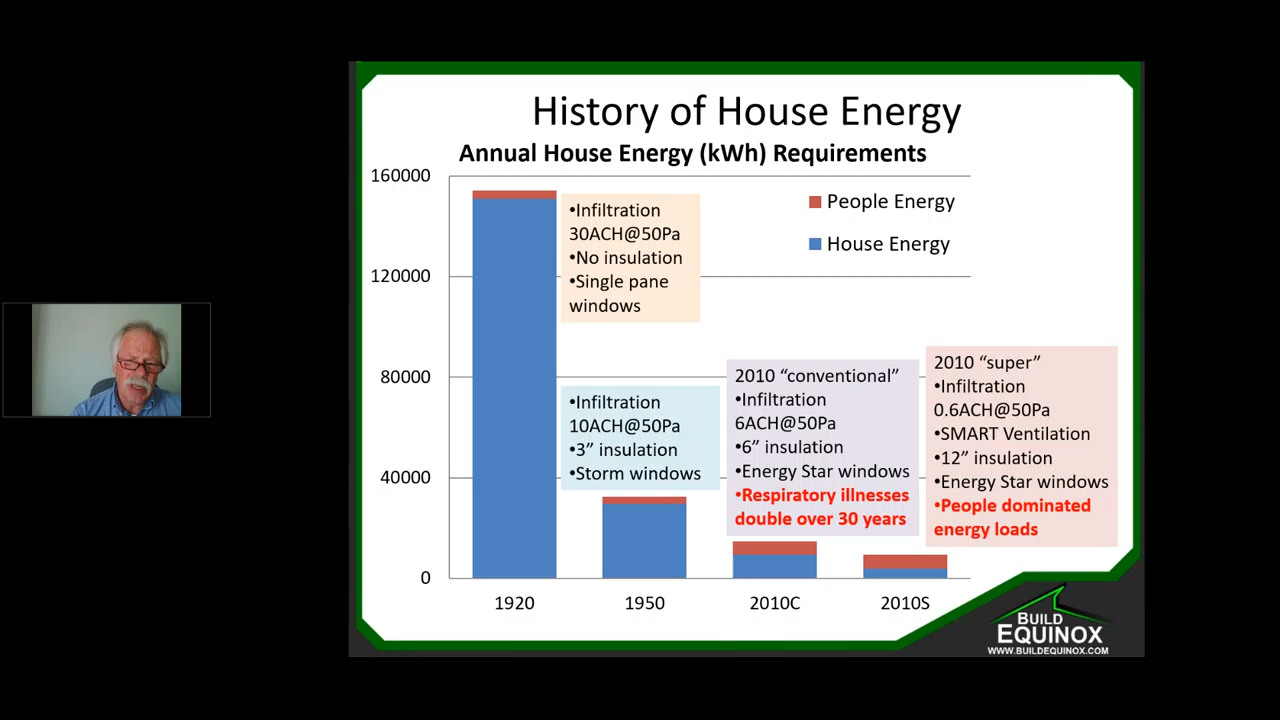 History of House Energy
Annual House Energy (kWh) Requirements
160000
120000
80000
40000
0
People Energy
House Energy
•Infiltration
30ACH@50Pa
•No insulation
•Single pane
windows
•Infiltration
10ACH@50Pa
•3” insulation
•Storm windows
2010 “conventional”
•Infiltration
6ACH@50Pa
•6” insulation
•Energy Star windows
•Respiratory illnesses
double over 30 years
2010 “super”
•Infiltration
0.6ACH@50Pa
•SMART Ventilation
•12” insulation
•Energy Star windows
•People dominated
energy loads
1920
1950
2010C
2010S
BUILD
EQUINOX
WWW.BUILDEQUINOX.COM